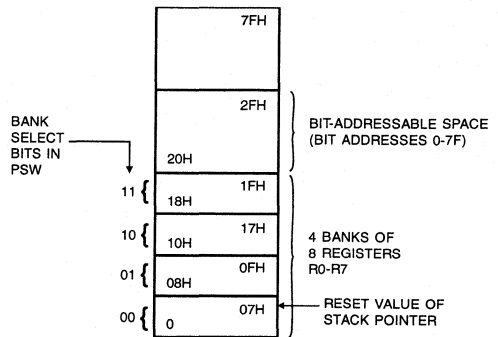 7FH
2FH
BANK
SELECT
BITS IN
PSW
BIT-ADDRESSABLE SPACE
(BIT ADDRESSES 0-7F)
20H
11 {
1FH
18H
10 {
17H
10H
4 BANKS OF
8 REGISTERS
R0-R7
01 {
0FH
08H
00 {
07H
0
RESET VALUE OF
STACK POINTER